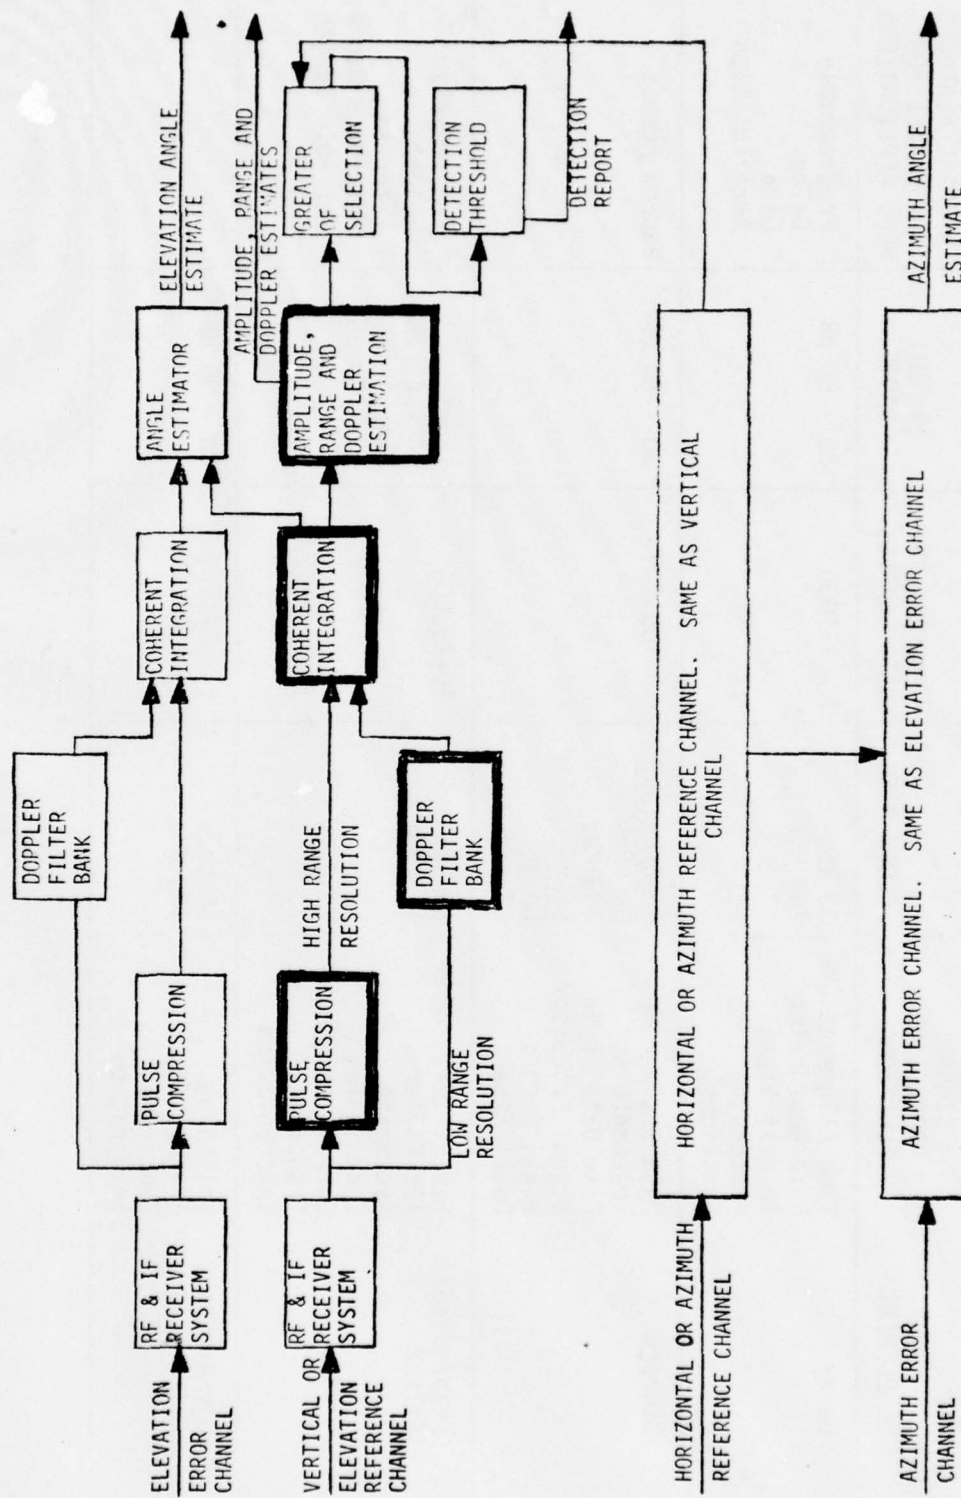 ELEVATION
ERROR
CHANNEL
RF & IF
RECEIVER
SYSTEM
PULSE
COMPRESSION
DOPPLER
FILTER
BANK
COHERENT
INTEGRATION
ANGLE
ESTIMATOR
ELEVATION ANGLE
ESTIMATE
VERTICAL OR
ELEVATION
REFERENCE
CHANNEL
RF & IF
RECEIVER
SYSTEM
PULSE
COMPRESSION
HIGH RANGE
RESOLUTION
LOW RANGE
RESOLUTION
DOPPLER
FILTER
BANK
COHERENT
INTEGRATION
AMPLITUDE,
RANGE AND
DOPPLER
ESTIMATION
AMPLITUDE, RANGE AND
DOPPLER ESTIMATES
GREATER
OF
SELECTION
DETECTION
THRESHOLD
DETECTION
REPORT
HORIZONTAL OR AZIMUTH
REFERENCE CHANNEL
HORIZONTAL OR AZIMUTH REFERENCE CHANNEL. SAME AS VERTICAL
CHANNEL
AZIMUTH ERROR
CHANNEL
AZIMUTH ERROR CHANNEL. SAME AS ELEVATION ERROR CHANNEL
AZIMUTH ANGLE
ESTIMATE